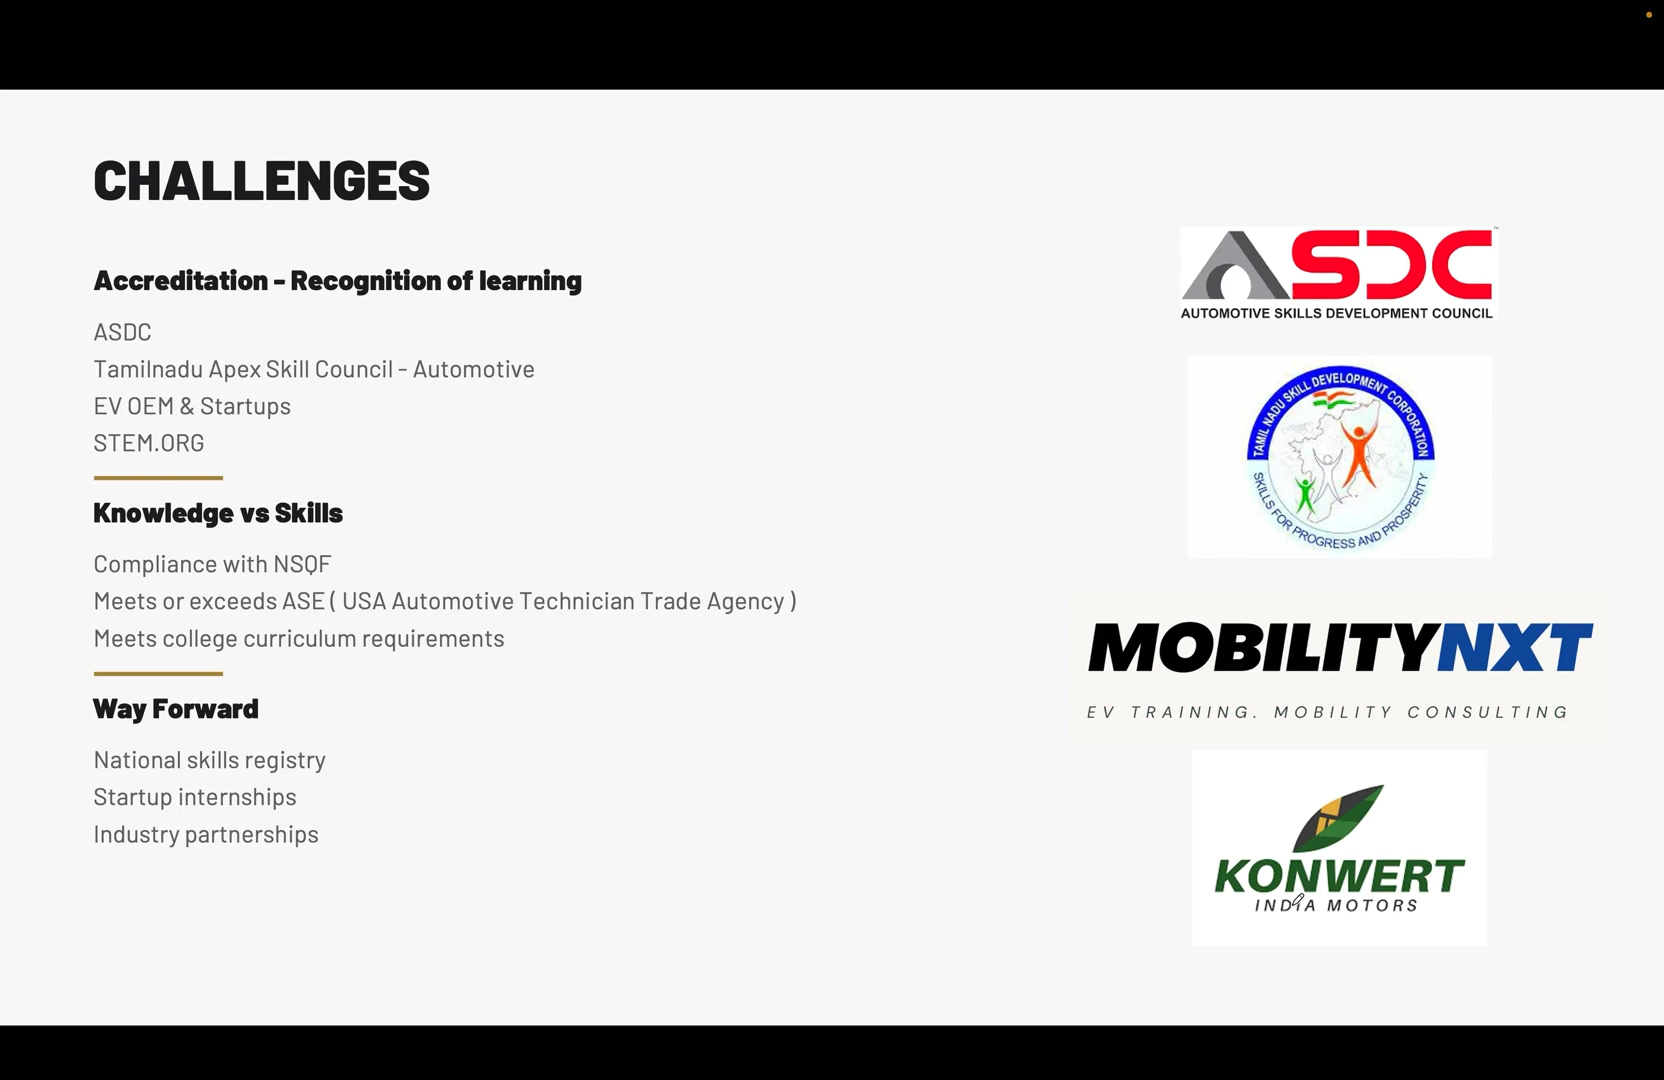 CHALLENGES
Accreditation - Recognition of learning
ASDC
Tamilnadu Apex Skill Council - Automotive
EV OEM & Startups
STEM.ORG
Knowledge vs Skills
Compliance with NSQF
Meets or exceeds ASE ( USA Automotive Technician Trade Agency )
Meets college curriculum requirements
Way Forward
National skills registry
Startup internships
Industry partnerships
ASDC
AUTOMOTIVE SKILLS DEVELOPMENT COUNCIL
TAMIL NADU SKILL DEVELOPMENT CORPORATION
SKILLS FOR PROGRESS AND PROSPERITY
MOBILITYNXT
EV TRAINING. MOBILITY CONSULTING
KONWERT
INDIA MOTORS